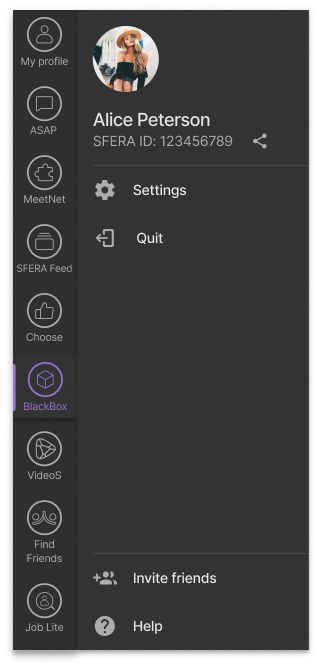 My profile
ASAP
MeetNet
SFERA Feed
Choose
BlackBox
VideoS
Find
Friends
Job Lite
Alice Peterson
SFERA ID: 123456789
Settings
Quit
Invite friends
Help